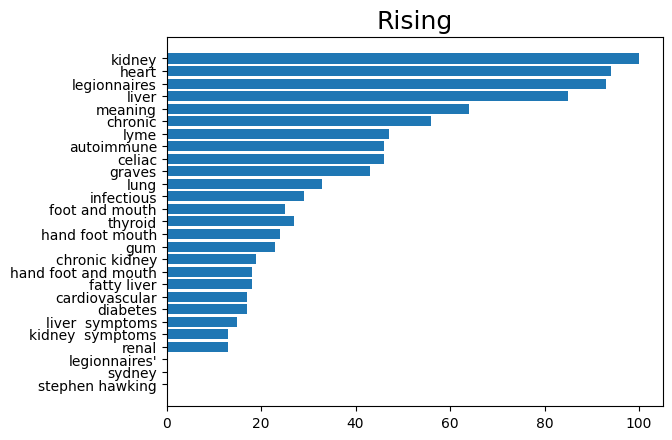 Rising
kidney
heart
legionnaires
liver
meaning
chronic
lyme
autoimmune
celiac
graves
lung
infectious
foot and mouth
thyroid
hand foot mouth
gum
chronic kidney
hand foot and mouth
fatty liver
cardiovascular
diabetes
liver  symptoms
kidney  symptoms
renal
legionnaires'
sydney
stephen hawking
0 20 40 60 80 100